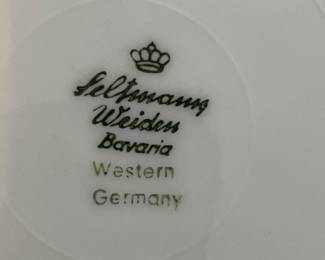 Seltmann
Weiden
Bavaria
Western
Germany